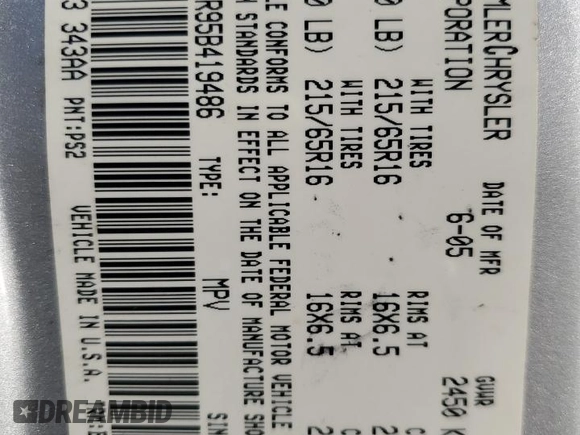 MLERCHRYSLER DATE OF MFR GVWR
PORATION 6-05 2450 K
WITH TIRES RIMS AT
0 LB) 215/65R16 16X6.5
WITH TIRES RIMS AT
0 LB) 215/65R16 16X6.5
LE CONFORMS TO ALL APPLICABLE FEDERAL MOTOR VEHICLE
STANDARDS IN EFFECT ON THE DATE OF MANUFACTURE SHO
R95B419486 TYPE: MPV SIN
3 343AA PNT:PS2
VEHICLE MADE IN U.S.A.
DREAMBID